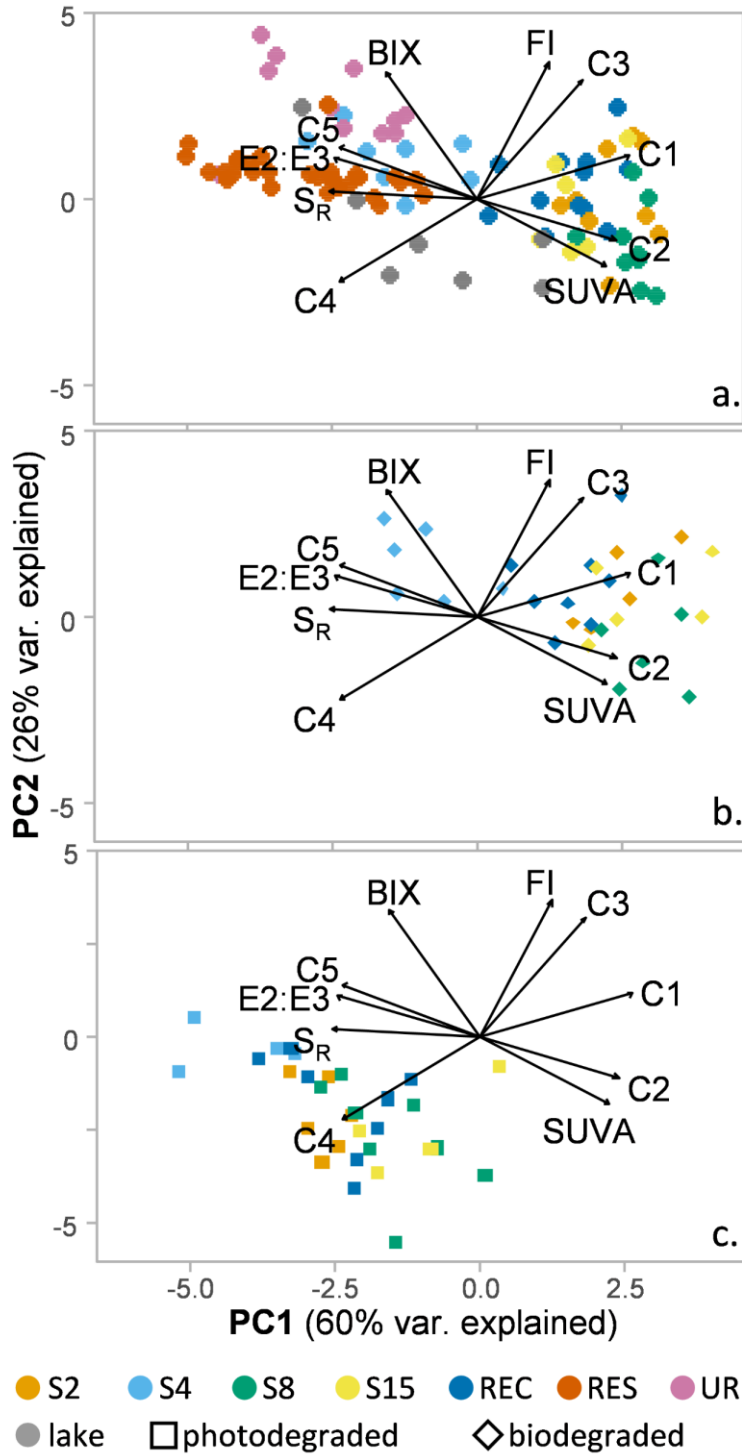 5
BIX
FI
C3
C5
E2:E3
C1
0
SR
C2
C4
SUVA
-5
a.
5
BIX
FI
C3
C5
E2:E3
C1
0
SR
C2
C4
SUVA
-5
b.
5
BIX
FI
C3
C5
E2:E3
C1
0
SR
C2
C4
SUVA
-5
c.
PC2 (26% var. explained)
-5.0 -2.5 0.0 2.5
PC1 (60% var. explained)
S2 S4 S8 S15 REC RES UR
lake photodegraded biodegraded